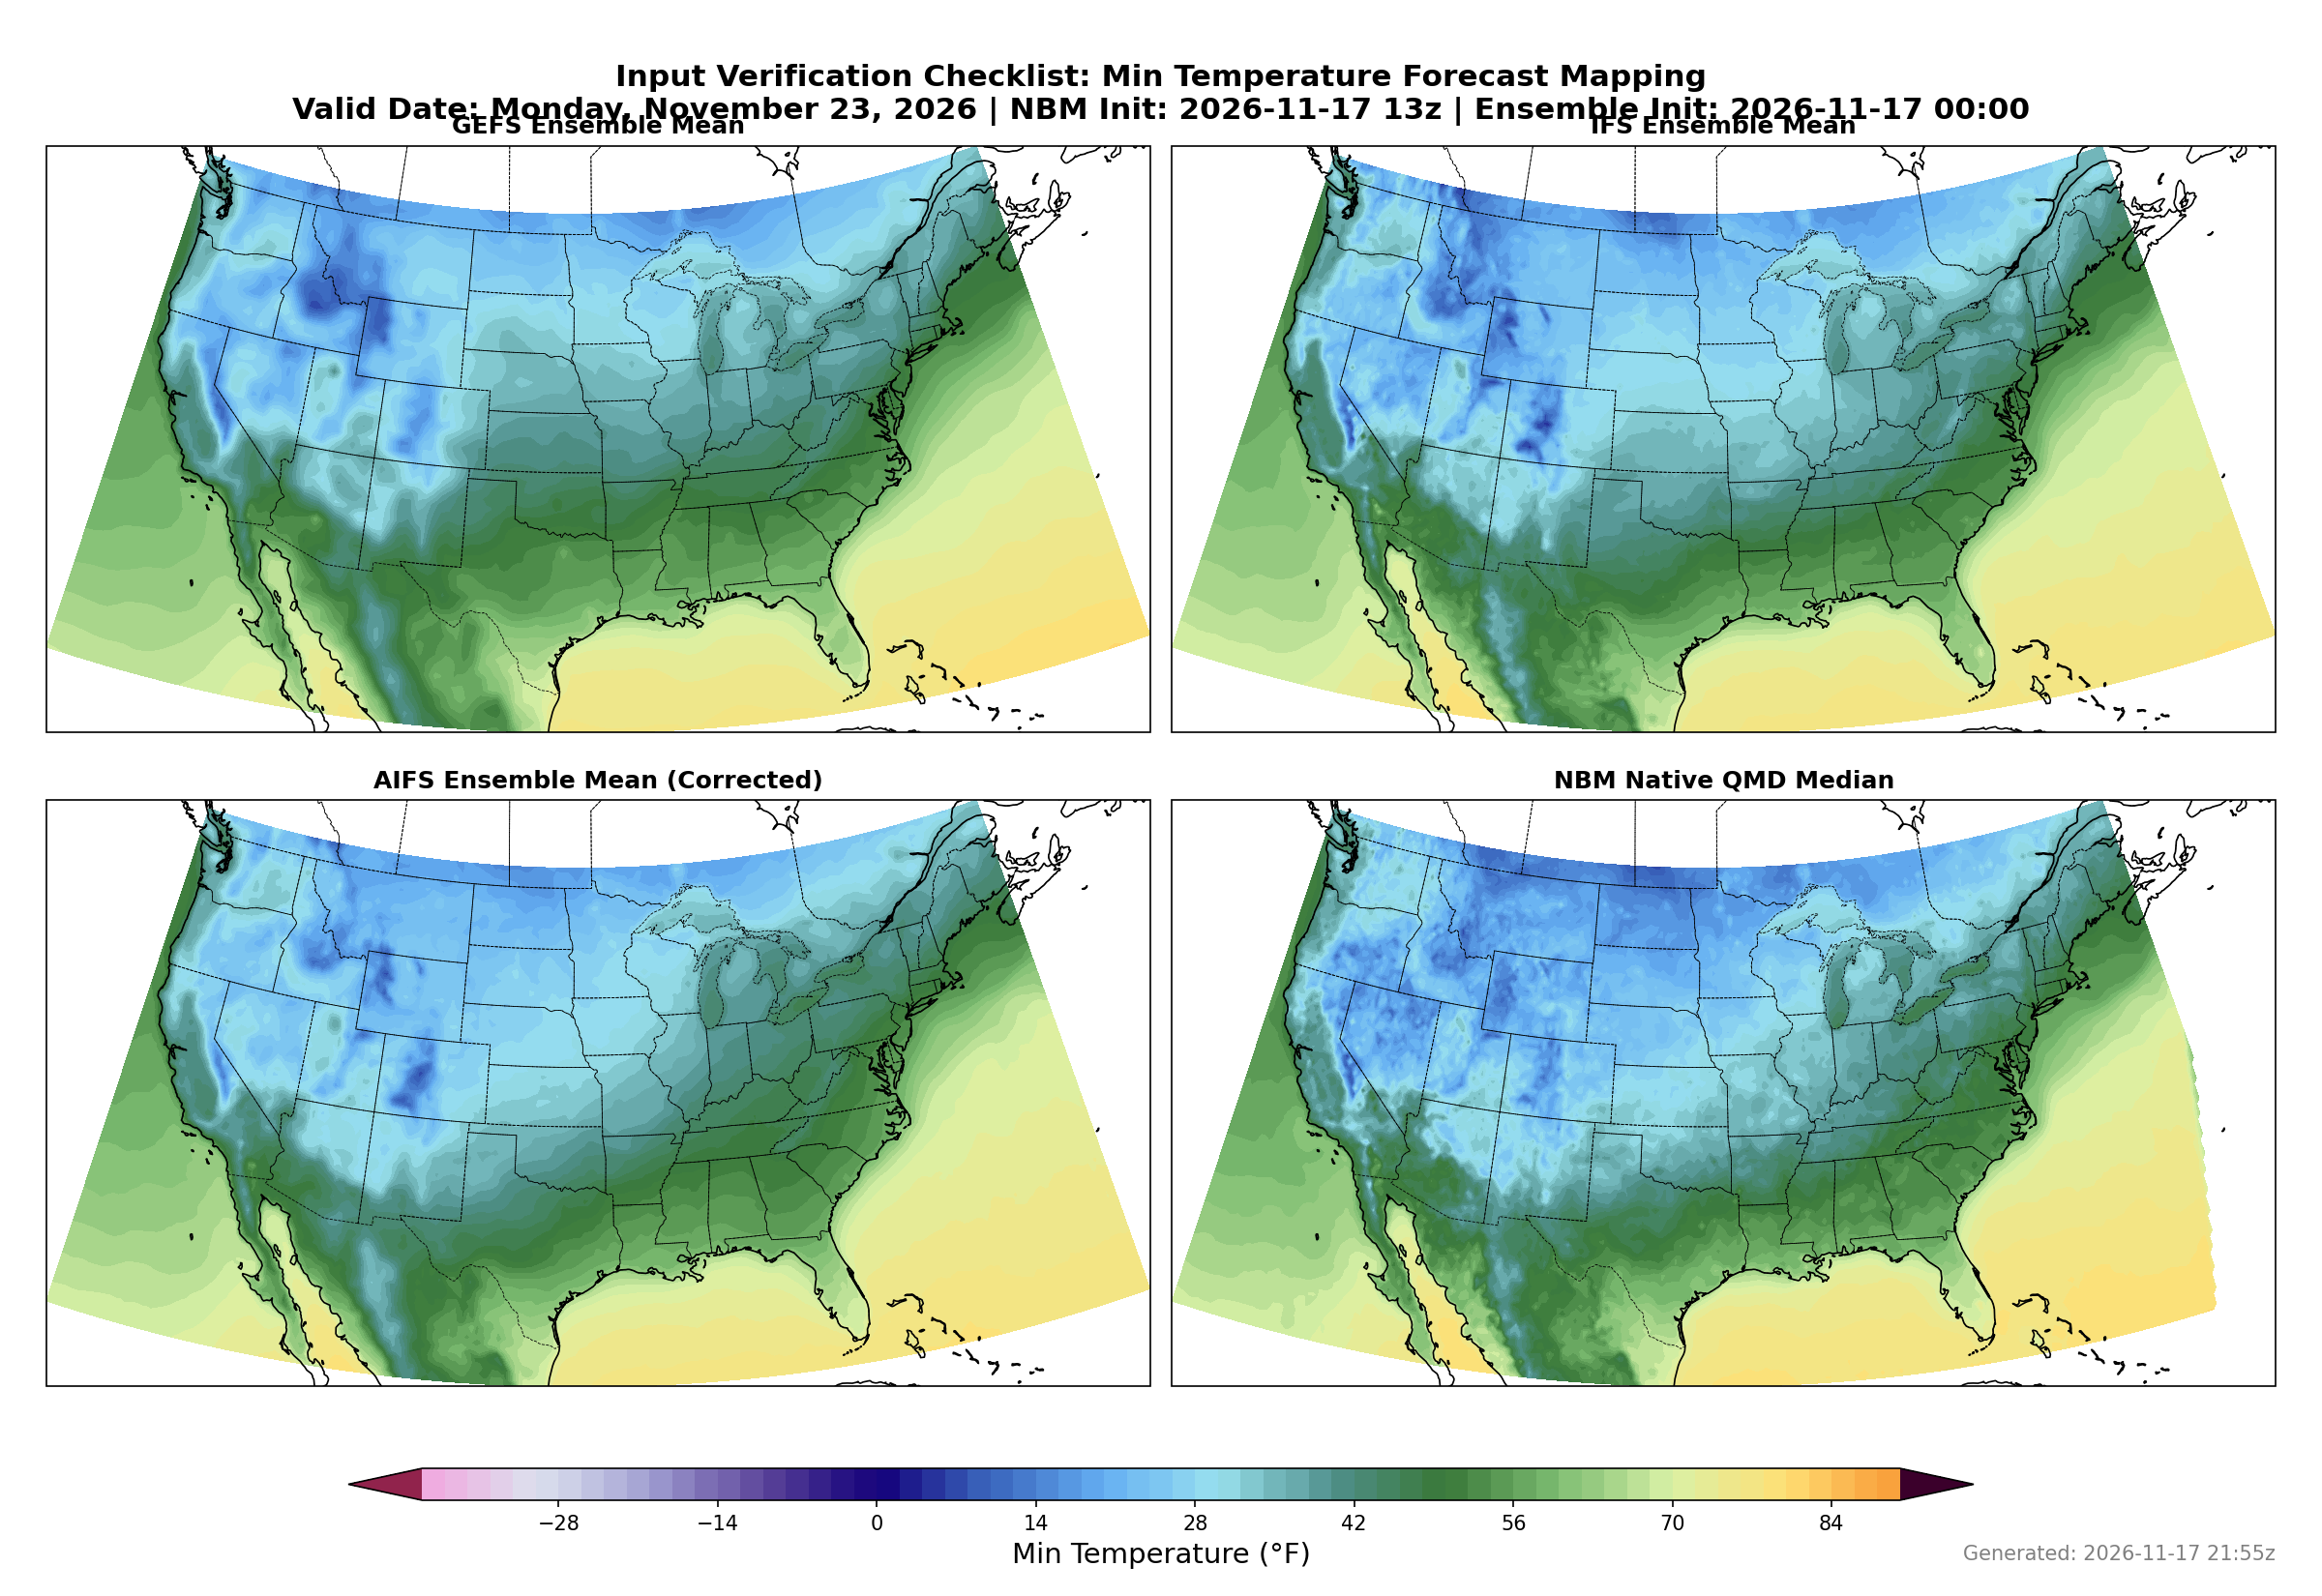 Input Verification Checklist: Min Temperature Forecast Mapping
Valid Date: Monday, November 23, 2026 | NBM Init: 2026-11-17 13z | Ensemble Init: 2026-11-17 00:00
GEFS Ensemble Mean
IFS Ensemble Mean
AIFS Ensemble Mean (Corrected)
NBM Native QMD Median
−28 −14 0 14 28 42 56 70 84
Min Temperature (°F)
Generated: 2026-11-17 21:55z